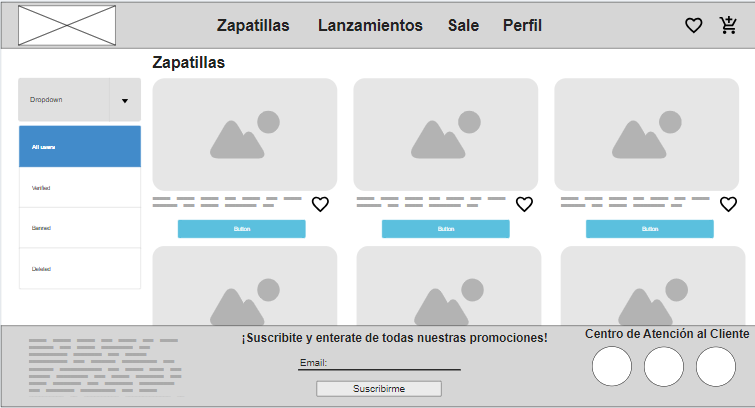 Zapatillas Lanzamientos Sale Perfil
Zapatillas
Dropdown
All users
Verified
Banned
Deleted
Button Button Button
¡Suscribite y enterate de todas nuestras promociones!
Email:
Suscribirme
Centro de Atención al Cliente